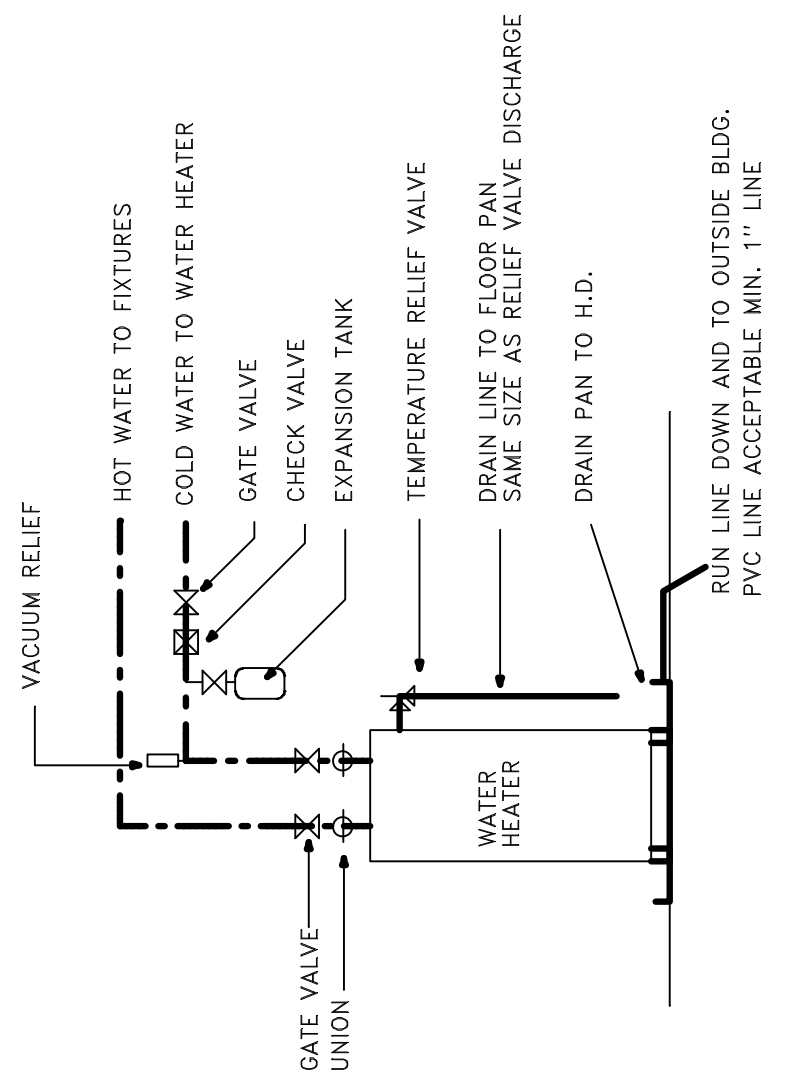 VACUUM RELIEF
HOT WATER TO FIXTURES
COLD WATER TO WATER HEATER
GATE VALVE
CHECK VALVE
EXPANSION TANK
TEMPERATURE RELIEF VALVE
DRAIN LINE TO FLOOR PAN
SAME SIZE AS RELIEF VALVE DISCHARGE
DRAIN PAN TO H.D.
RUN LINE DOWN AND TO OUTSIDE BLDG.
PVC LINE ACCEPTABLE MIN. 1" LINE
WATER
HEATER
GATE VALVE
UNION